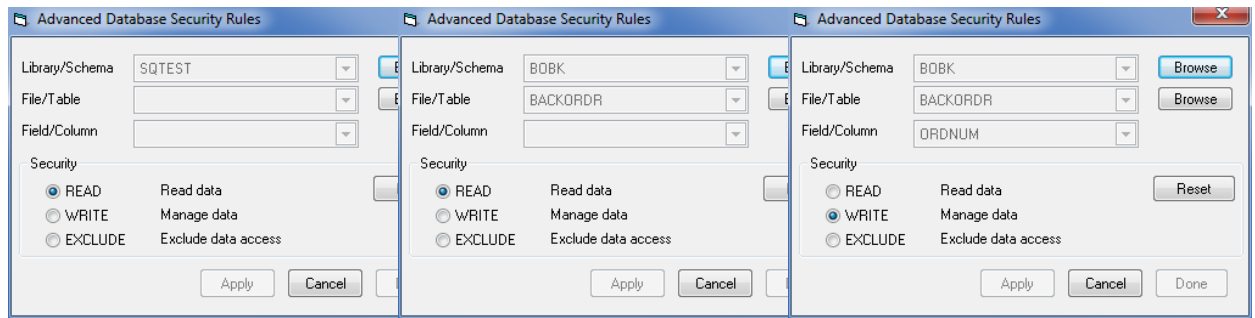 Advanced Database Security Rules
Library/Schema SQTEST
File/Table
Field/Column
Security
READ Read data
WRITE Manage data
EXCLUDE Exclude data access
Apply Cancel
Advanced Database Security Rules
Library/Schema BOBK
File/Table BACKORDR
Field/Column
Security
READ Read data
WRITE Manage data
EXCLUDE Exclude data access
Apply Cancel
Advanced Database Security Rules
Library/Schema BOBK Browse
File/Table BACKORDR Browse
Field/Column ORDNUM
Security
READ Read data Reset
WRITE Manage data
EXCLUDE Exclude data access
Apply Cancel Done